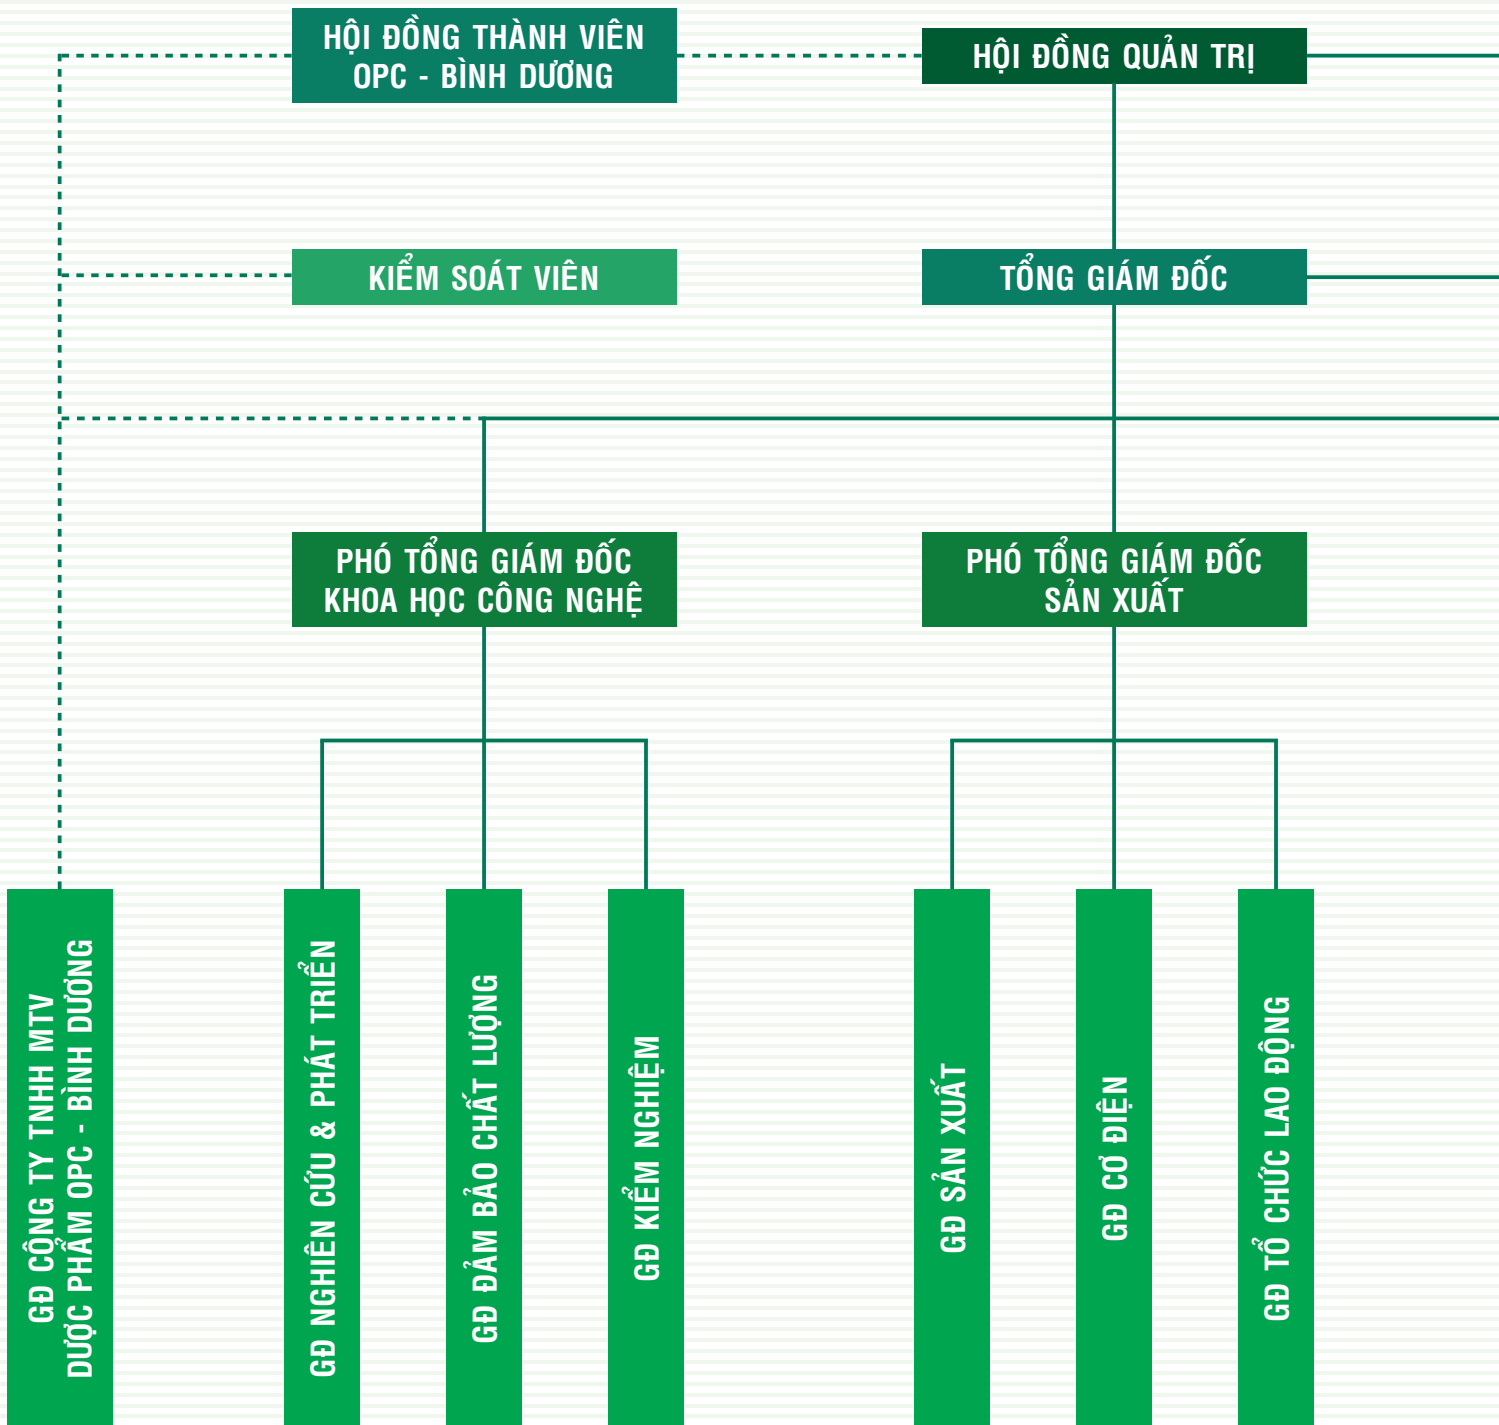 HỘI ĐỒNG THÀNH VIÊN
OPC - BÌNH DƯƠNG
HỘI ĐỒNG QUẢN TRỊ
KIỂM SOÁT VIÊN
TỔNG GIÁM ĐỐC
PHÓ TỔNG GIÁM ĐỐC
KHOA HỌC CÔNG NGHỆ
PHÓ TỔNG GIÁM ĐỐC
SẢN XUẤT
GĐ CÔNG TY TNHH MTV
DƯỢC PHẨM OPC - BÌNH DƯƠNG
GĐ NGHIÊN CỨU & PHÁT TRIỂN
GĐ ĐẢM BẢO CHẤT LƯỢNG
GĐ KIỂM NGHIỆM
GĐ SẢN XUẤT
GĐ CƠ ĐIỆN
GĐ TỔ CHỨC LAO ĐỘNG